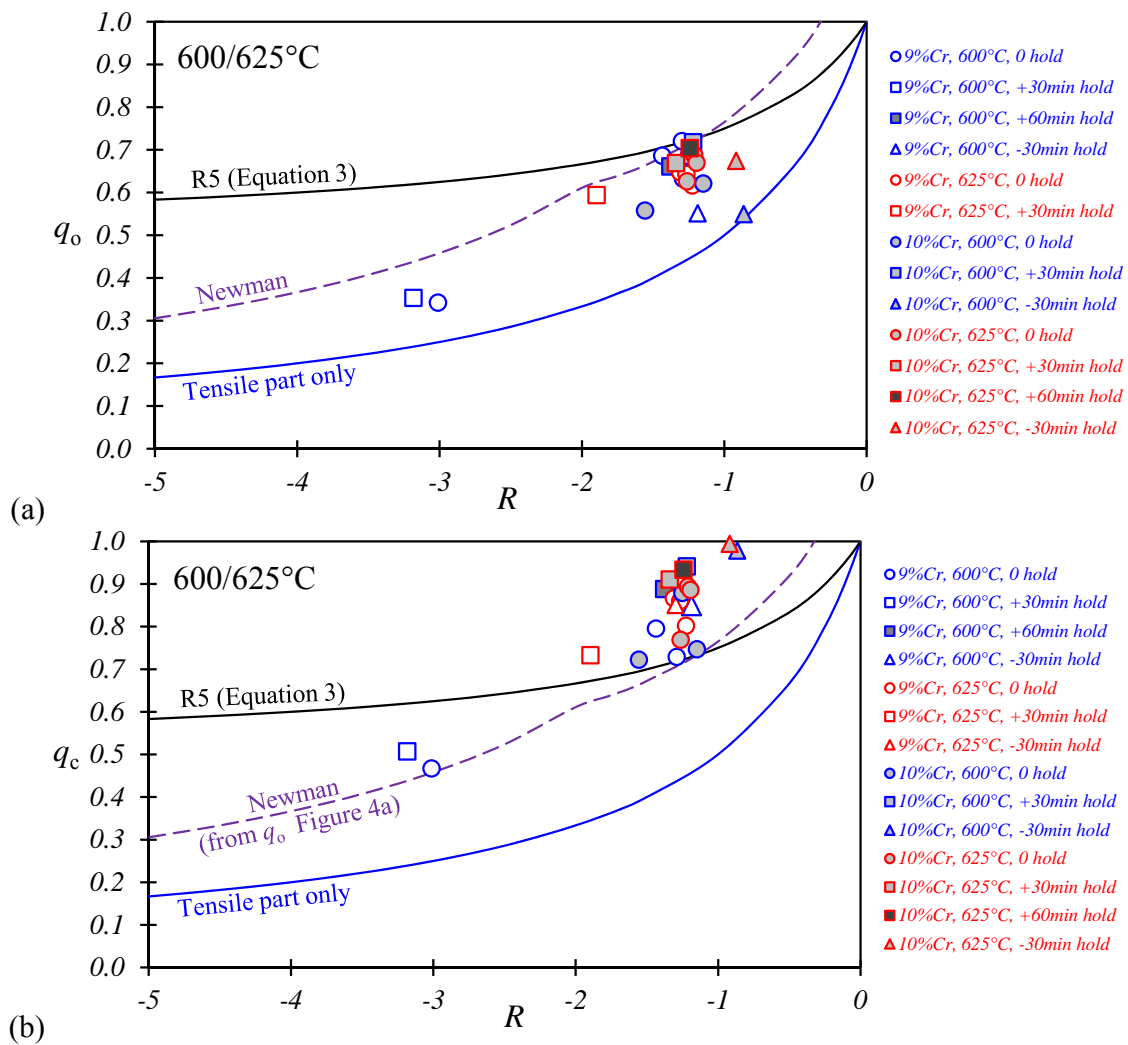 600/625°C
1.0
0.9
0.8
0.7
0.6
0.5
0.4
0.3
0.2
0.1
0.0
qo
R5 (Equation 3)
Newman
Tensile part only
-5
-4
-3
-2
-1
0
R
(a)
9%Cr, 600°C, 0 hold
9%Cr, 600°C, +30min hold
9%Cr, 600°C, +60min hold
9%Cr, 600°C, -30min hold
9%Cr, 625°C, 0 hold
9%Cr, 625°C, +30min hold
10%Cr, 600°C, 0 hold
10%Cr, 600°C, +30min hold
10%Cr, 600°C, -30min hold
10%Cr, 625°C, 0 hold
10%Cr, 625°C, +30min hold
10%Cr, 625°C, +60min hold
10%Cr, 625°C, -30min hold
600/625°C
1.0
0.9
0.8
0.7
0.6
0.5
0.4
0.3
0.2
0.1
0.0
qc
R5 (Equation 3)
Newman
(from qo Figure 4a)
Tensile part only
-5
-4
-3
-2
-1
0
R
(b)
9%Cr, 600°C, 0 hold
9%Cr, 600°C, +30min hold
9%Cr, 600°C, +60min hold
9%Cr, 600°C, -30min hold
9%Cr, 625°C, 0 hold
9%Cr, 625°C, +30min hold
9%Cr, 625°C, -30min hold
10%Cr, 600°C, 0 hold
10%Cr, 600°C, +30min hold
10%Cr, 600°C, -30min hold
10%Cr, 625°C, 0 hold
10%Cr, 625°C, +30min hold
10%Cr, 625°C, +60min hold
10%Cr, 625°C, -30min hold